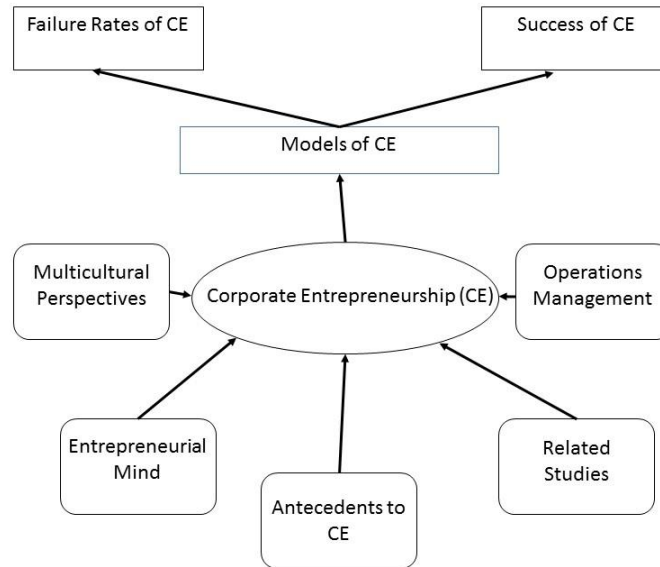 Failure Rates of CE
Success of CE
Models of CE
Multicultural
Perspectives
Corporate Entrepreneurship (CE)
Operations
Management
Entrepreneurial
Mind
Antecedents to
CE
Related
Studies